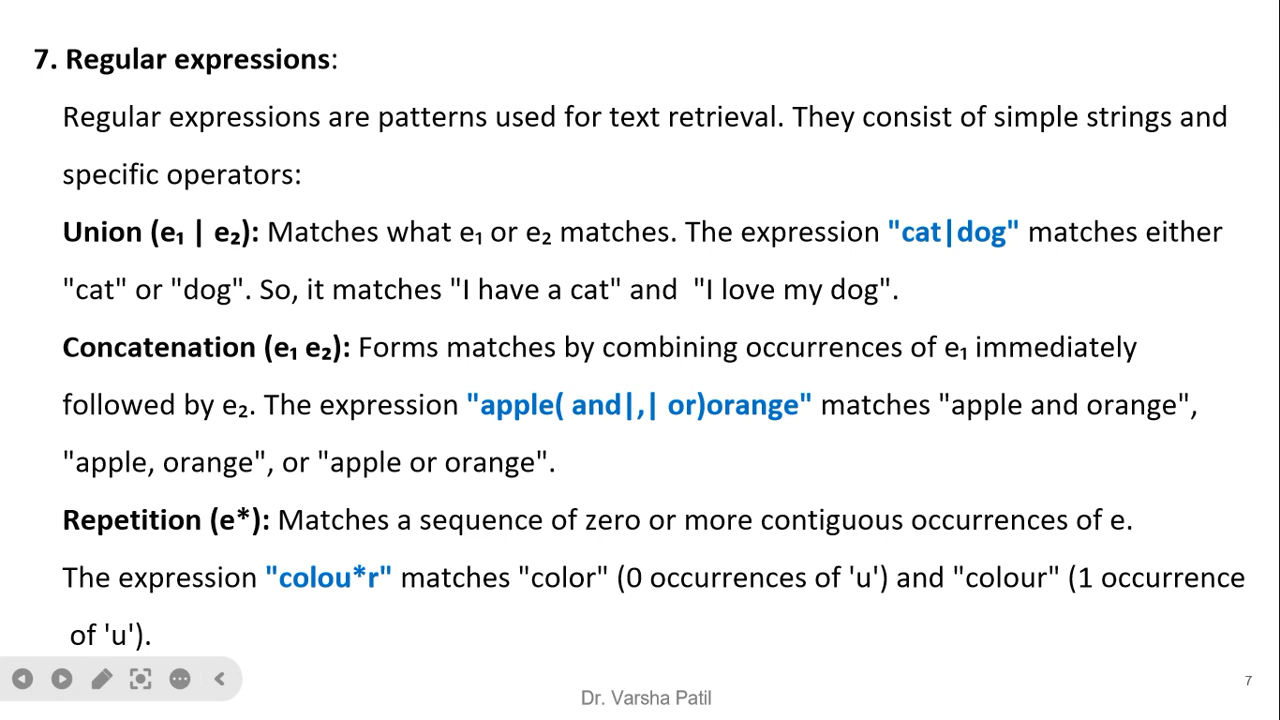 7. Regular expressions:
Regular expressions are patterns used for text retrieval. They consist of simple strings and
specific operators:
Union (e₁ | e₂): Matches what e₁ or e₂ matches. The expression "cat|dog" matches either
"cat" or "dog". So, it matches "I have a cat" and  "I love my dog".
Concatenation (e₁ e₂): Forms matches by combining occurrences of e₁ immediately
followed by e₂. The expression "apple( and|,| or)orange" matches "apple and orange",
"apple, orange", or "apple or orange".
Repetition (e*): Matches a sequence of zero or more contiguous occurrences of e.
The expression "colou*r" matches "color" (0 occurrences of 'u') and "colour" (1 occurrence
of 'u').
7
Dr. Varsha Patil